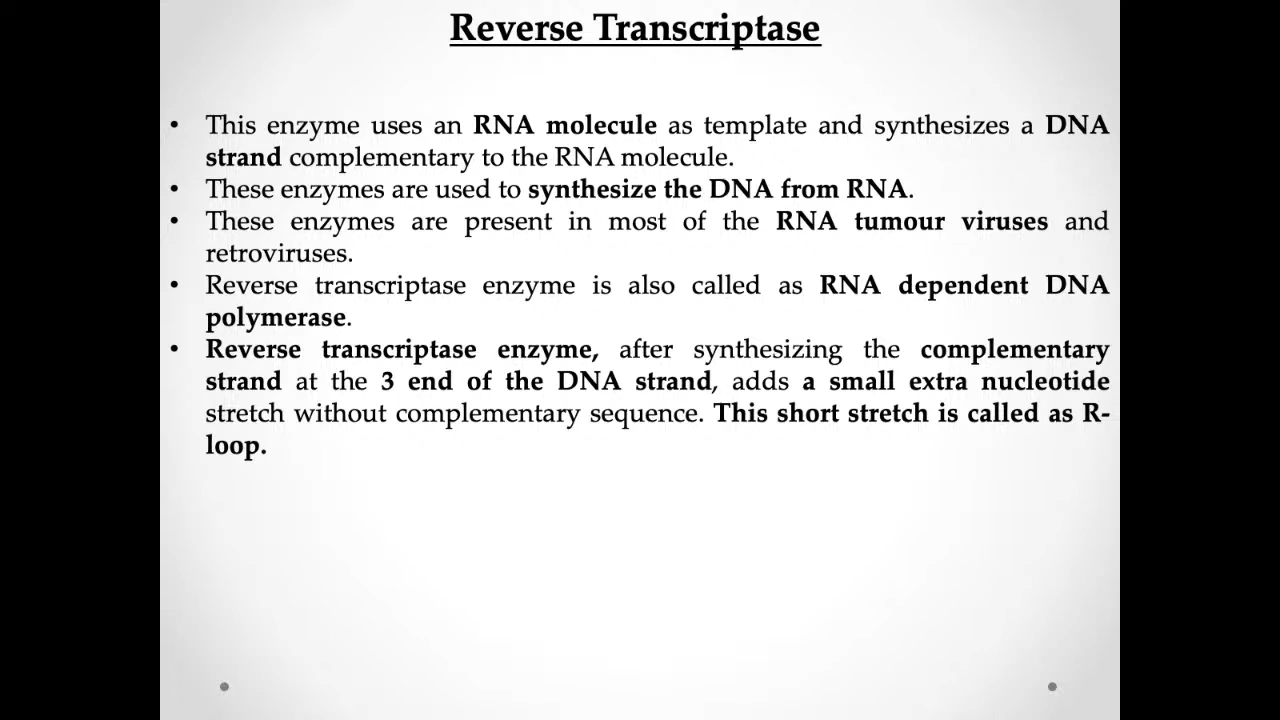 Reverse Transcriptase
• This enzyme uses an RNA molecule as template and synthesizes a DNA
strand complementary to the RNA molecule.
• These enzymes are used to synthesize the DNA from RNA.
• These enzymes are present in most of the RNA tumour viruses and
retroviruses.
• Reverse transcriptase enzyme is also called as RNA dependent DNA
polymerase.
• Reverse transcriptase enzyme, after synthesizing the complementary
strand at the 3 end of the DNA strand, adds a small extra nucleotide
stretch without complementary sequence. This short stretch is called as R-
loop.